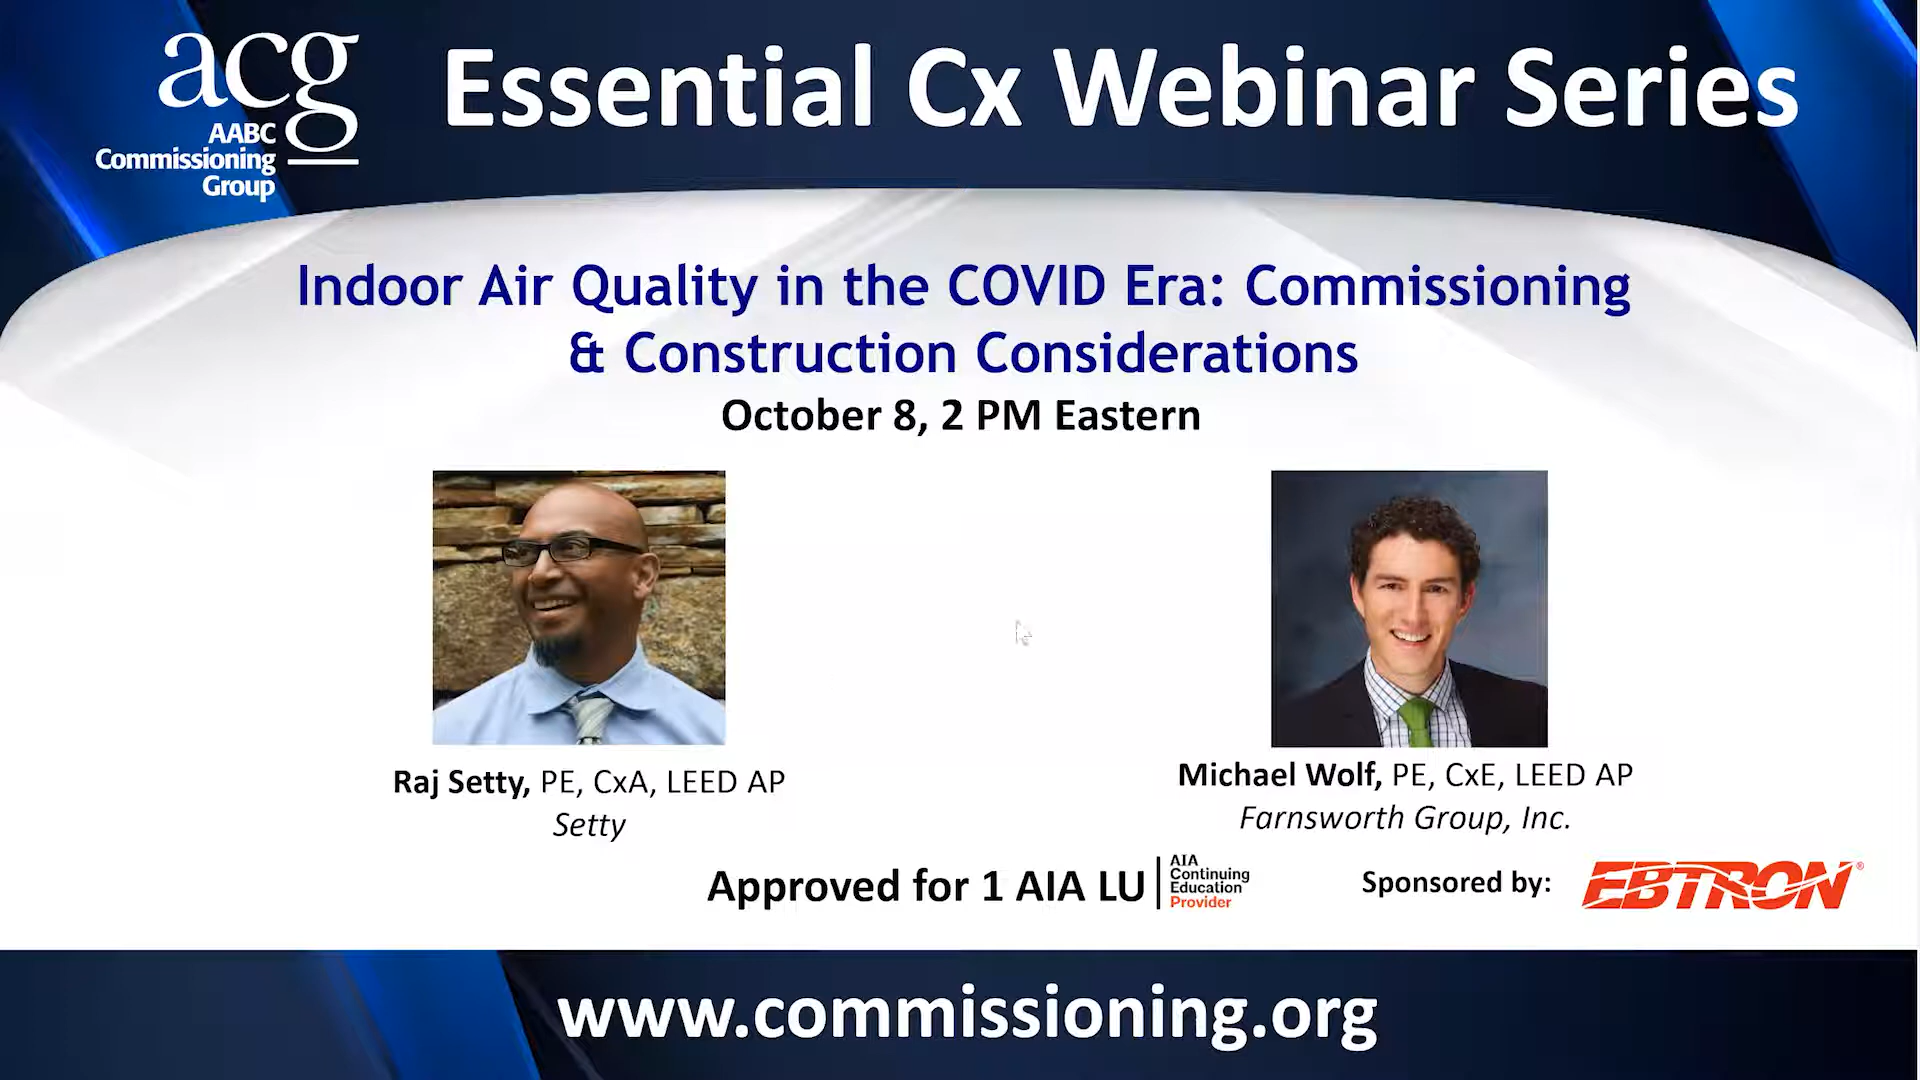 acg
AABC
Commissioning
Group
Essential Cx Webinar Series
Indoor Air Quality in the COVID Era: Commissioning
& Construction Considerations
October 8, 2 PM Eastern
Raj Setty, PE, CxA, LEED AP
Setty
Michael Wolf, PE, CxE, LEED AP
Farnsworth Group, Inc.
Approved for 1 AIA LU
AIA
Continuing
Education
Provider
Sponsored by:
EBTRON®
www.commissioning.org